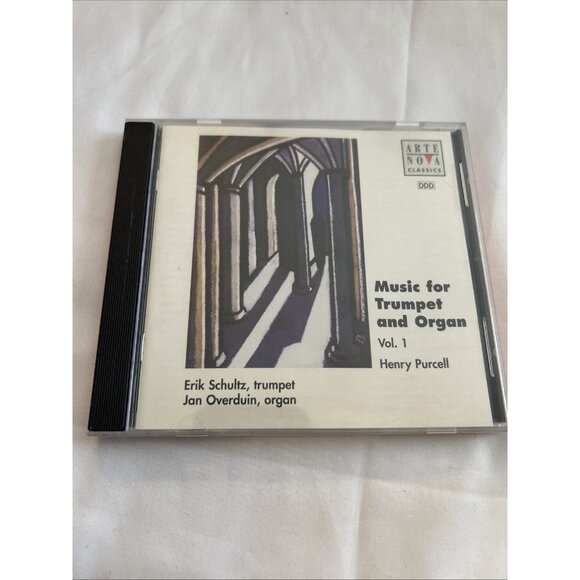 ARTE
NOVA
CLASSICS
DDD
Music for
Trumpet
and Organ
Vol. 1
Henry Purcell
Erik Schultz, trumpet
Jan Overduin, organ